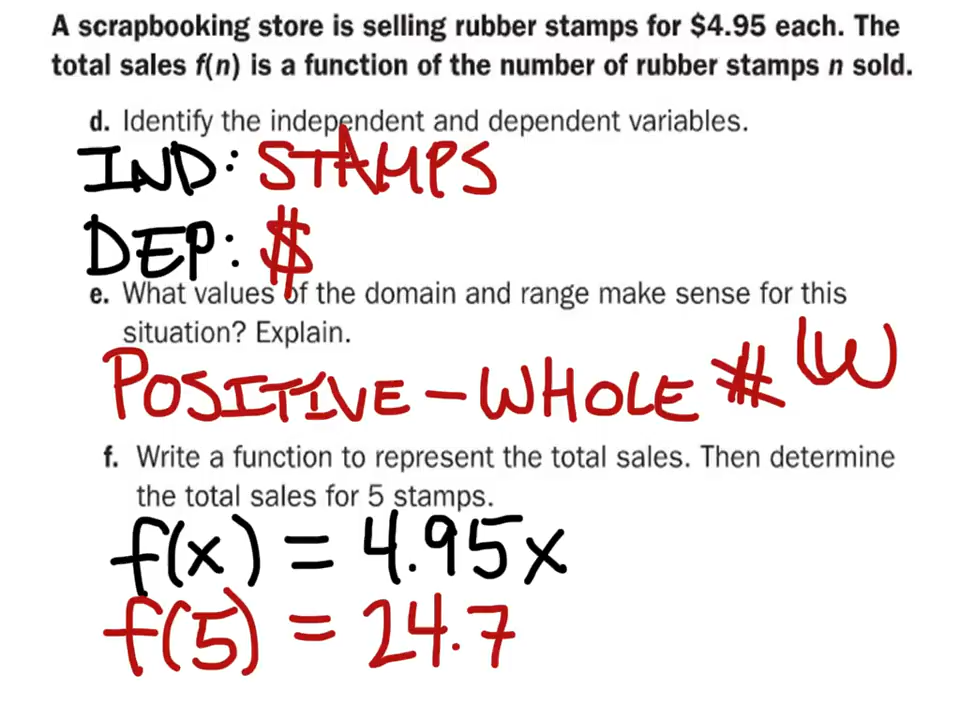 A scrapbooking store is selling rubber stamps for $4.95 each. The
total sales f(n) is a function of the number of rubber stamps n sold.
d. Identify the independent and dependent variables.
IND: STAMPS
DEP: $
e. What values of the domain and range make sense for this
situation? Explain.
POSITIVE - WHOLE # (W
f. Write a function to represent the total sales. Then determine
the total sales for 5 stamps.
f(x) = 4.95x
f(5) = 24.7